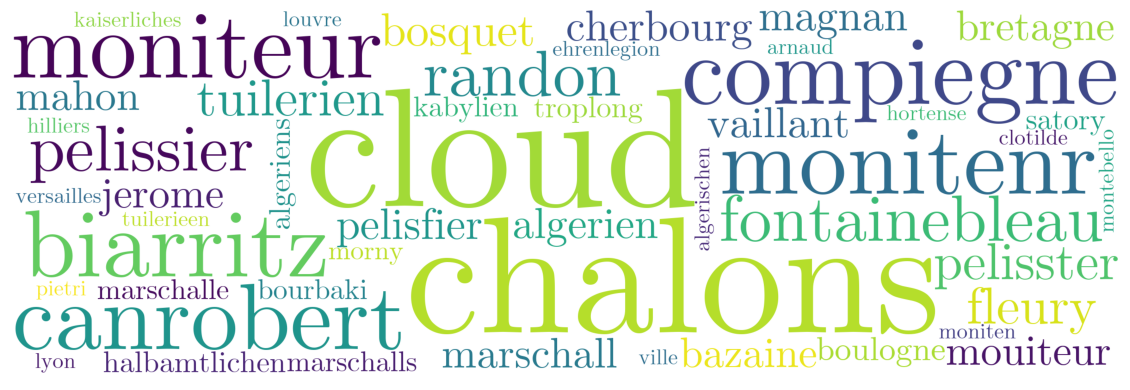 kaiserliches louvre
moniteur bosquet cherbourg magnan bretagne
ehrenlegion arnaud
mahon tuilerien randon compiegne
kabylien troplong
hilliers cloud vaillant hortense satory
pelissier algeriens monitenr clotilde
versailles jerome algerischen montebello
tuilerieen pelisfier algerien fontainebleau
biarritz morny chalons pelisster
pietri marschalle bourbaki fleury
canrobert moniten
lyon halbamtlichen marschalls marschall ville bazaine boulogne mouiteur